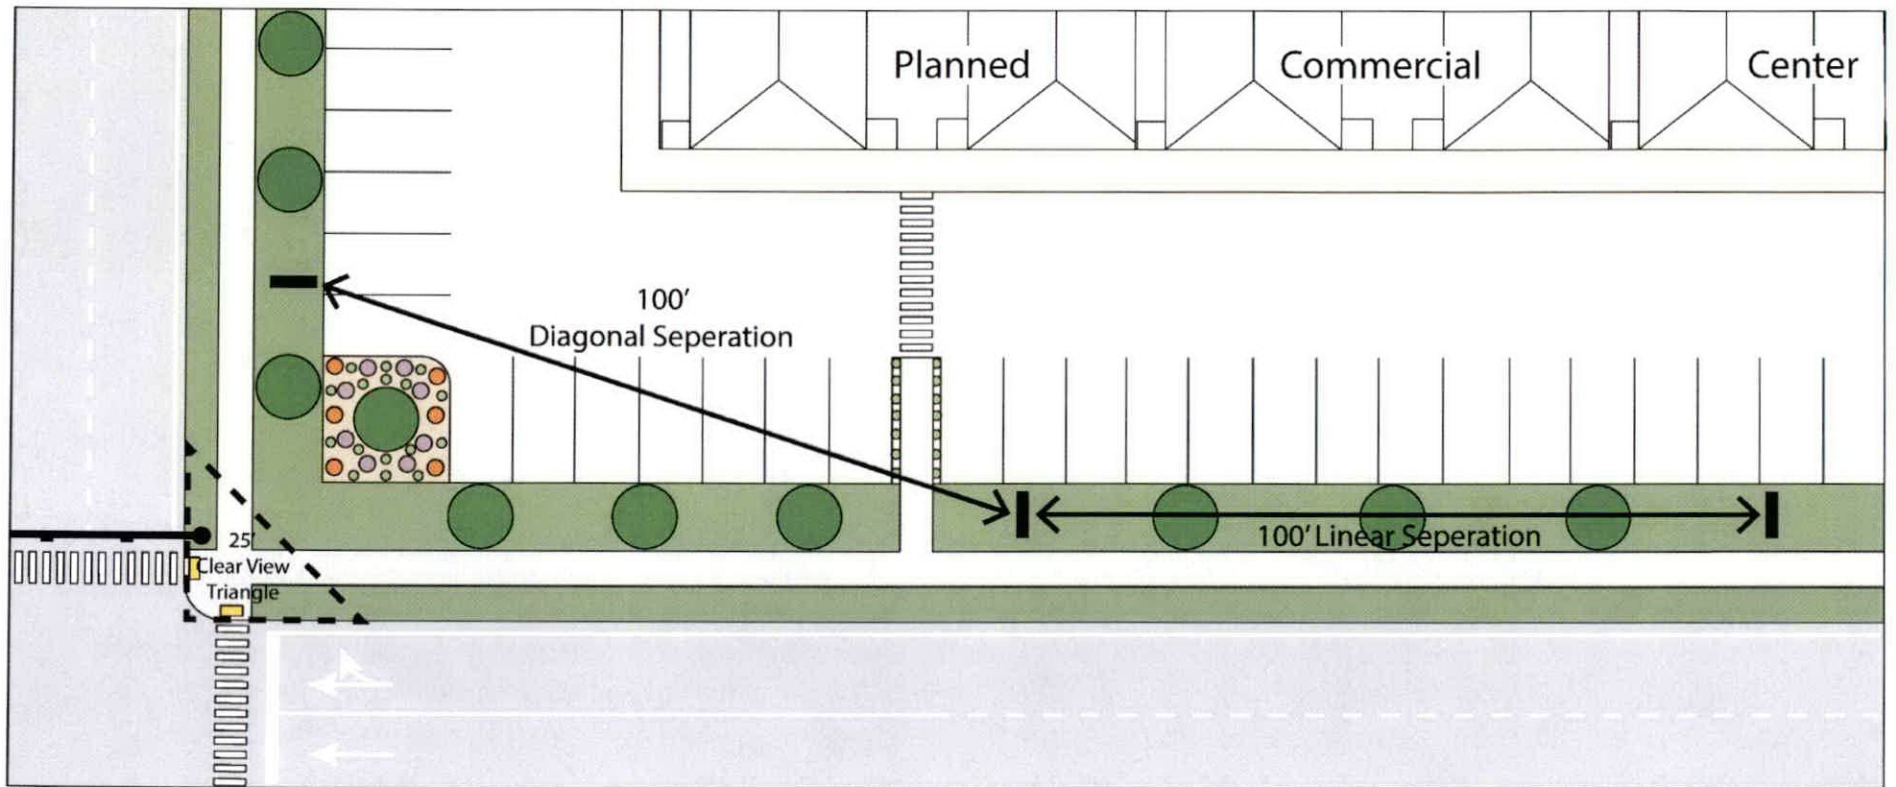 Planned Commercial Center
100'
Diagonal Seperation
100' Linear Seperation
25'
Clear View
Triangle